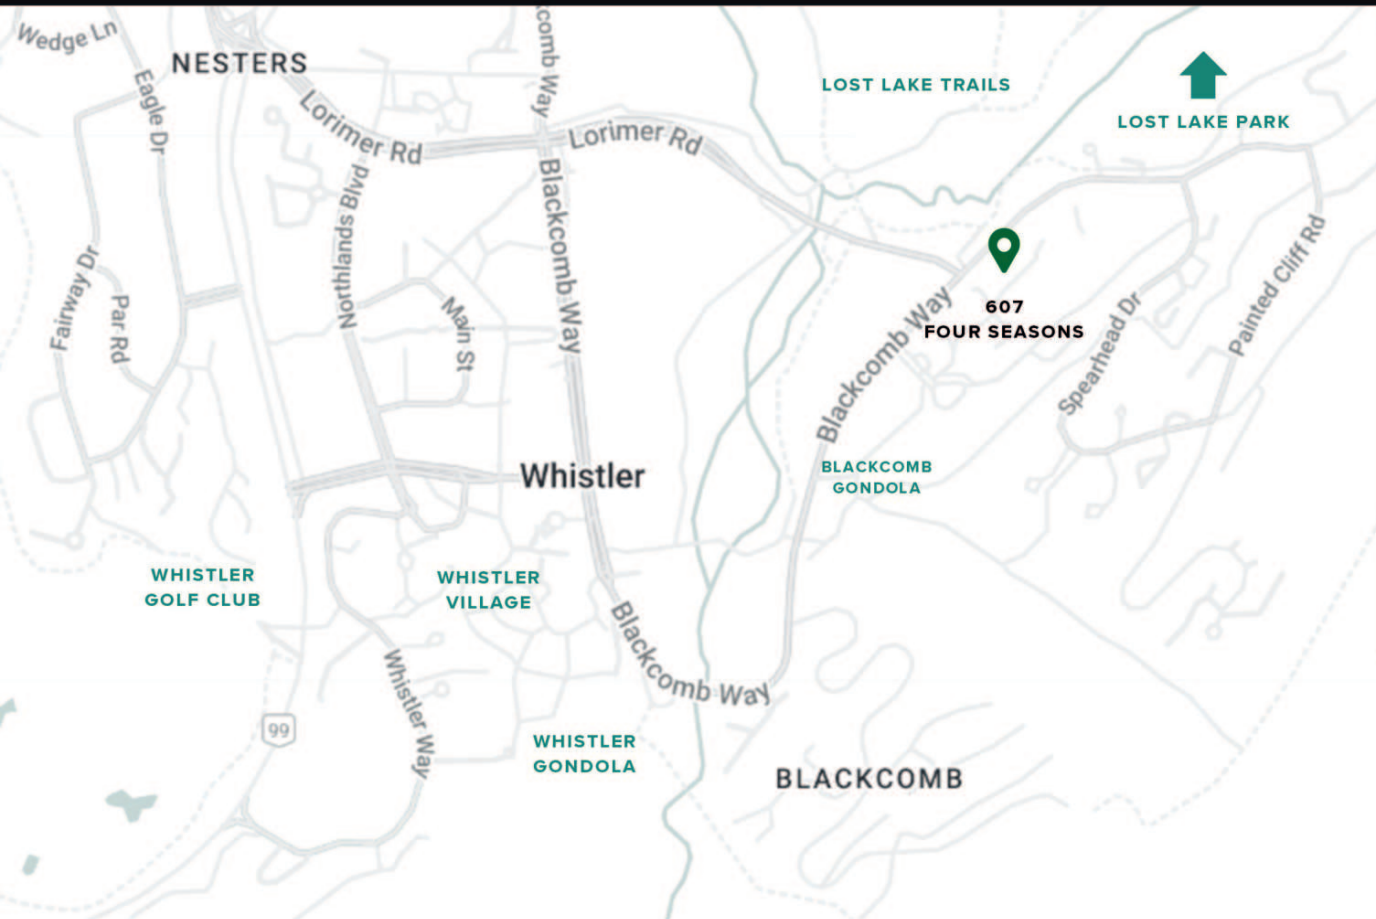 Wedge Ln
NESTERS
Eagle Dr
comb Way
LOST LAKE TRAILS
LOST LAKE PARK
Lorimer Rd
Lorimer Rd
Northlands Blvd
Blackcomb Way
Fairway Dr
Par Rd
Main St
607
FOUR SEASONS
Blackcomb Way
Spearhead Dr
Painted Cliff Rd
Whistler
BLACKCOMB
GONDOLA
WHISTLER
GOLF CLUB
WHISTLER
VILLAGE
Blackcomb Way
Whistler Way
99
WHISTLER
GONDOLA
BLACKCOMB